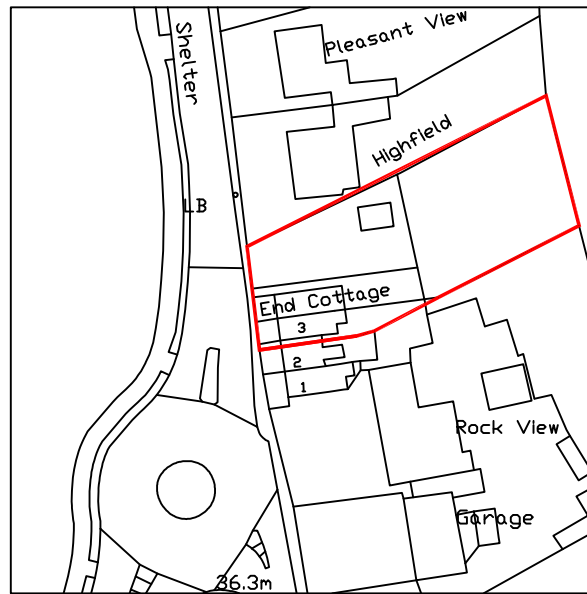 Pleasant View
Shelter
Highfield
LB
End Cottage
3
2
1
Rock View
Garage
36.3m